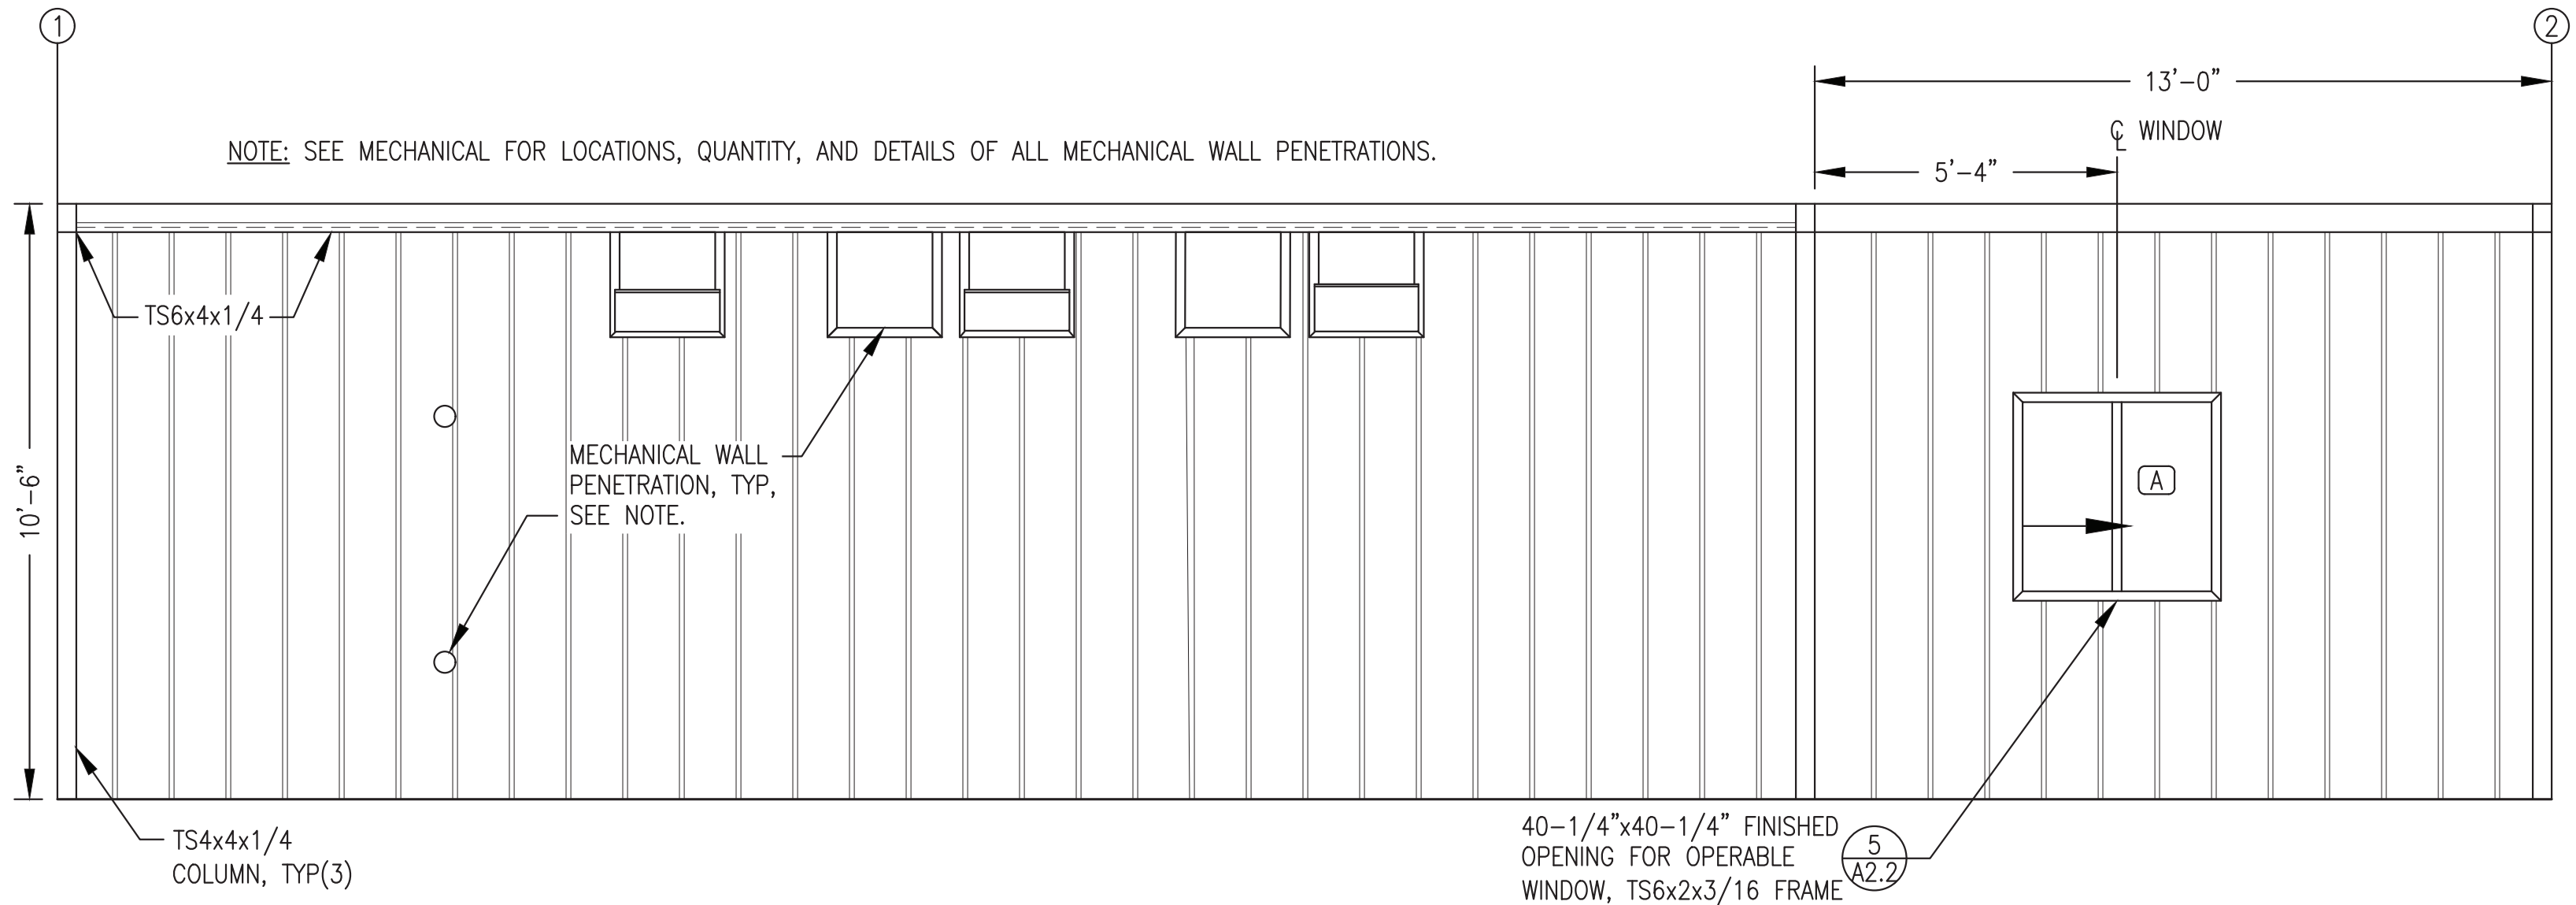 1
2
13'-0"
℄ WINDOW
NOTE: SEE MECHANICAL FOR LOCATIONS, QUANTITY, AND DETAILS OF ALL MECHANICAL WALL PENETRATIONS.
5'-4"
TS6x4x1/4
10'-6"
MECHANICAL WALL
PENETRATION, TYP,
SEE NOTE.
A
TS4x4x1/4
COLUMN, TYP(3)
40-1/4"x40-1/4" FINISHED
OPENING FOR OPERABLE
WINDOW, TS6x2x3/16 FRAME
5
A2.2